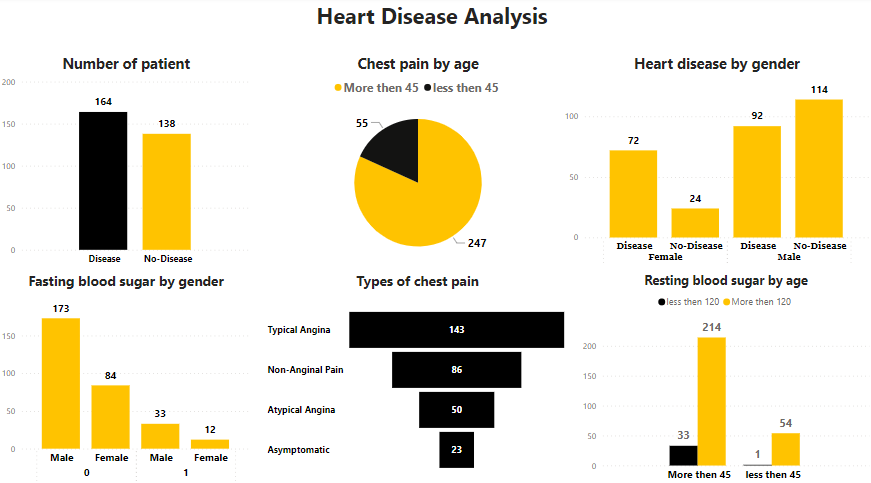 Heart Disease Analysis
Number of patient
200
150
100
50
0
164
138
Disease
No-Disease
Chest pain by age
More then 45
less then 45
55
247
Heart disease by gender
100
50
0
72
24
92
114
Disease
No-Disease
Disease
No-Disease
Female
Male
Fasting blood sugar by gender
150
100
50
0
173
84
33
12
Male
Female
Male
Female
0
1
Types of chest pain
Typical Angina
143
Non-Anginal Pain
86
Atypical Angina
50
Asymptomatic
23
Resting blood sugar by age
less then 120
More then 120
200
150
100
50
0
33
214
1
54
More then 45
less then 45